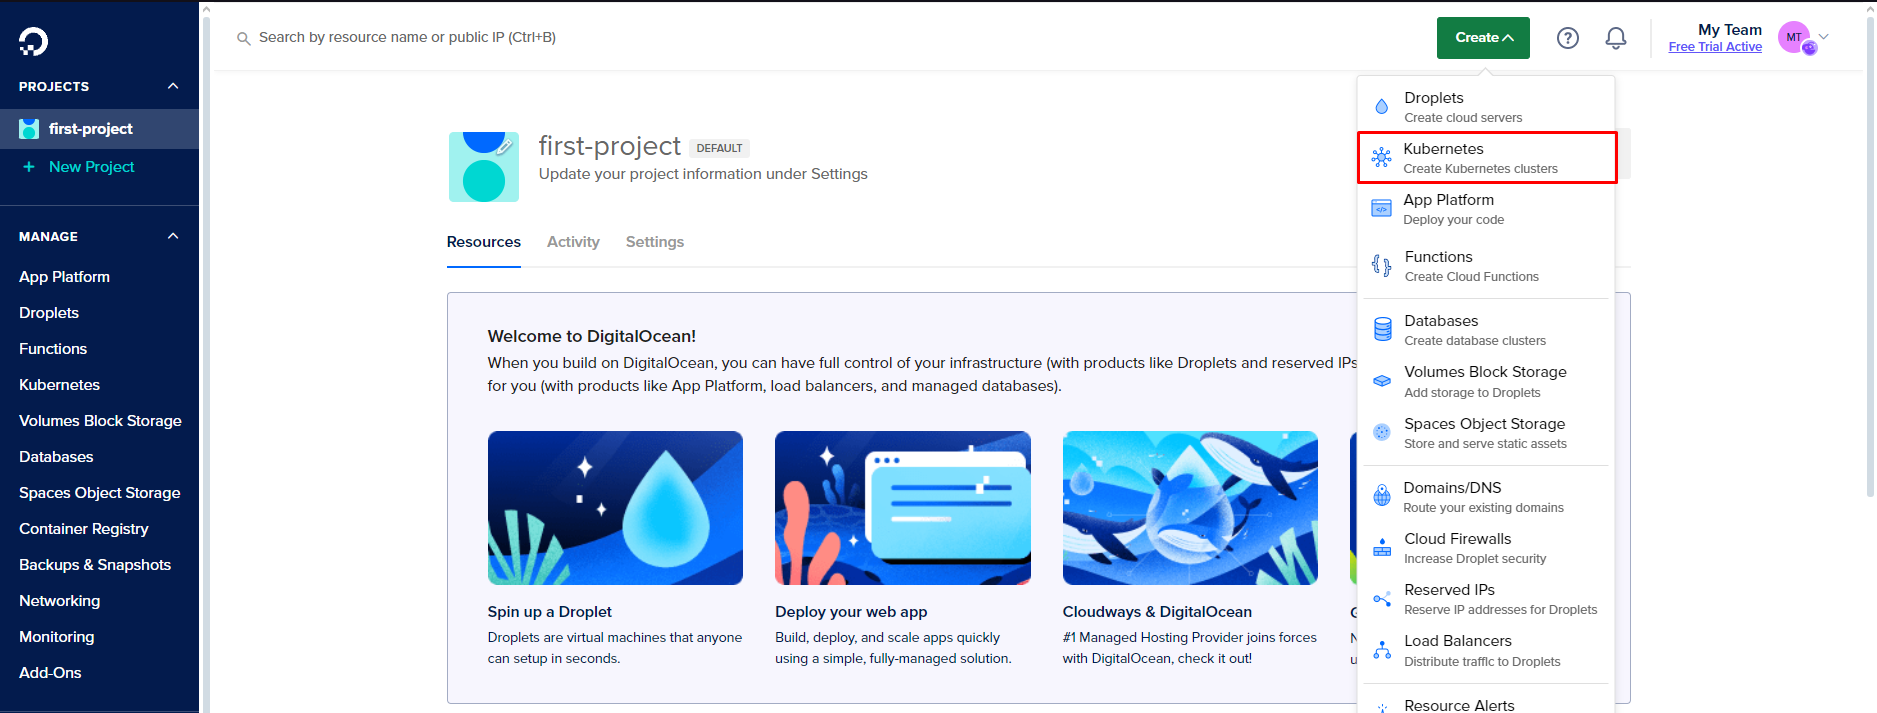 Search by resource name or public IP (Ctrl+B)
Create
?
My Team
Free Trial Active
MT
PROJECTS
first-project
+ New Project
MANAGE
App Platform
Droplets
Functions
Kubernetes
Volumes Block Storage
Databases
Spaces Object Storage
Container Registry
Backups & Snapshots
Networking
Monitoring
Add-Ons
first-project DEFAULT
Update your project information under Settings
Resources Activity Settings
Welcome to DigitalOcean!
When you build on DigitalOcean, you can have full control of your infrastructure (with products like Droplets and reserved IPs
for you (with products like App Platform, load balancers, and managed databases).
Spin up a Droplet
Droplets are virtual machines that anyone
can setup in seconds.
Deploy your web app
Build, deploy, and scale apps quickly
using a simple, fully-managed solution.
Cloudways & DigitalOcean
#1 Managed Hosting Provider joins forces
with DigitalOcean, check it out!
Droplets
Create cloud servers
Kubernetes
Create Kubernetes clusters
App Platform
Deploy your code
Functions
Create Cloud Functions
Databases
Create database clusters
Volumes Block Storage
Add storage to Droplets
Spaces Object Storage
Store and serve static assets
Domains/DNS
Route your existing domains
Cloud Firewalls
Increase Droplet security
Reserved IPs
Reserve IP addresses for Droplets
Load Balancers
Distribute traffic to Droplets
Resource Alerts